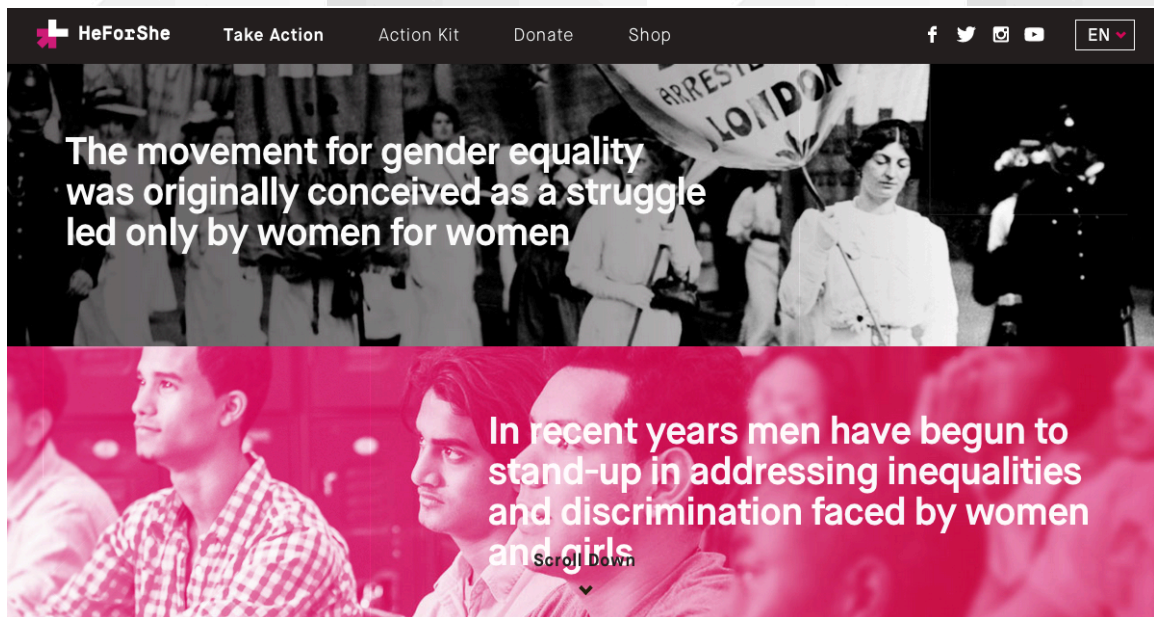 HeForShe Take Action Action Kit Donate Shop EN
ARRESTE
LONDON
The movement for gender equality
was originally conceived as a struggle
led only by women for women
In recent years men have begun to
stand-up in addressing inequalities
and discrimination faced by women
and girls
Scroll Down